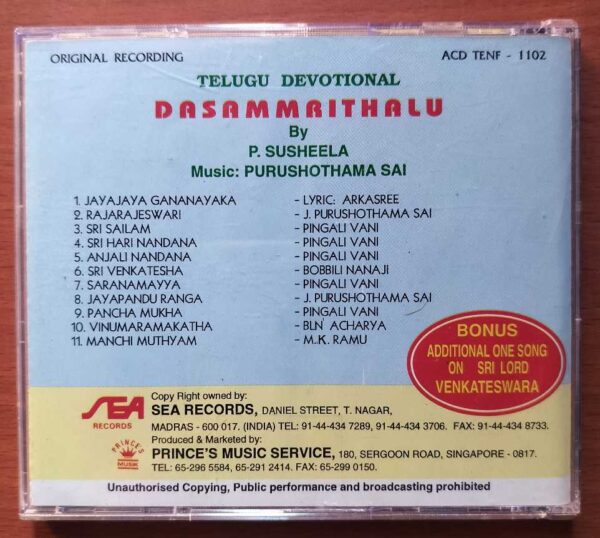 ORIGINAL RECORDING ACD TENF - 1102
TELUGU DEVOTIONAL
DASAMMRITHALU
By
P. SUSHEELA
Music: PURUSHOTHAMA SAI
1. JAYAJAYA GANANAYAKA - LYRIC: ARKASREE
2. RAJARAJESWARI - J. PURUSHOTHAMA SAI
3. SRI SAILAM - PINGALI VANI
4. SRI HARI NANDANA - PINGALI VANI
5. ANJALI NANDANA - PINGALI VANI
6. SRI VENKATESHA - BOBBILI NANAJI
7. SARANAMAYYA - PINGALI VANI
8. JAYAPANDU RANGA - J. PURUSHOTHAMA SAI
9. PANCHA MUKHA - PINGALI VANI
10. VINUMARAMAKATHA - BLN' ACHARYA
11. MANCHI MUTHYAM - M.K. RAMU
BONUS
ADDITIONAL ONE SONG
ON SRI LORD
VENKATESWARA
SEA
RECORDS
Copy Right owned by:
SEA RECORDS, DANIEL STREET, T. NAGAR,
MADRAS - 600 017. (INDIA) TEL: 91-44-434 7289, 91-44-434 3706. FAX: 91-44-434 8733.
PRINCE'S
MUSIK
Produced & Marketed by:
PRINCE'S MUSIC SERVICE, 180, SERGOON ROAD, SINGAPORE - 0817.
TEL: 65-296 5584, 65-291 2414. FAX: 65-299 0150.
Unauthorised Copying, Public performance and broadcasting prohibited